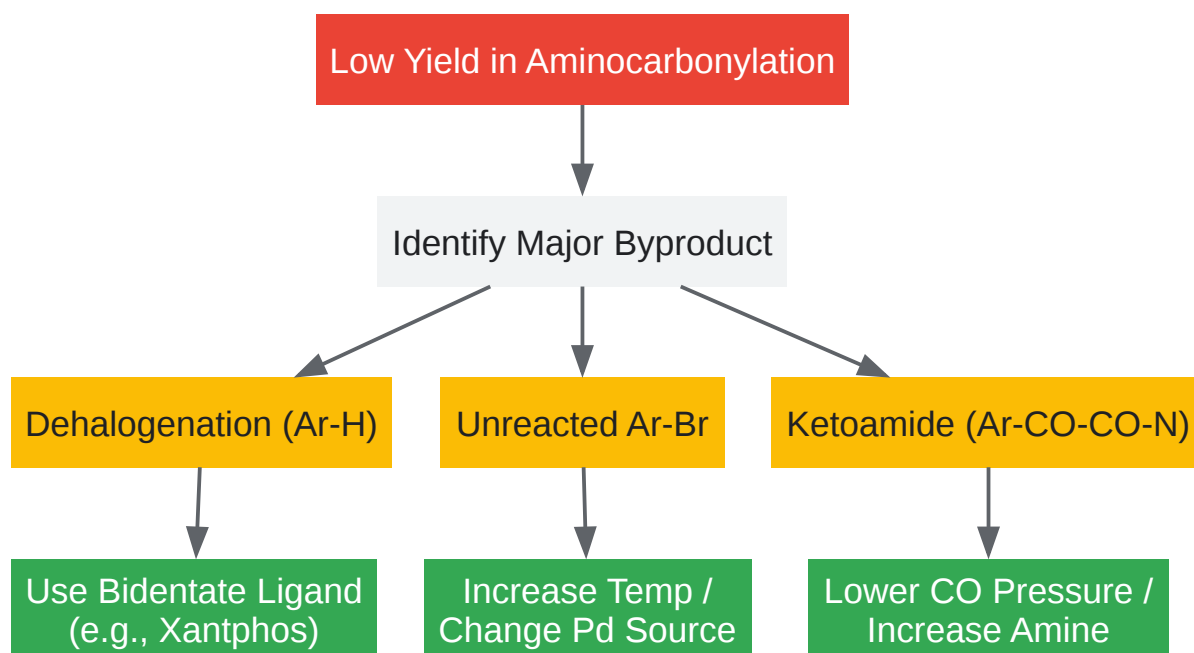 Low Yield in Aminocarbonylation
Identify Major Byproduct
Dehalogenation (Ar-H)
Unreacted Ar-Br
Ketoamide (Ar-CO-CO-N)
Use Bidentate Ligand
(e.g., Xantphos)
Increase Temp /
Change Pd Source
Lower CO Pressure /
Increase Amine